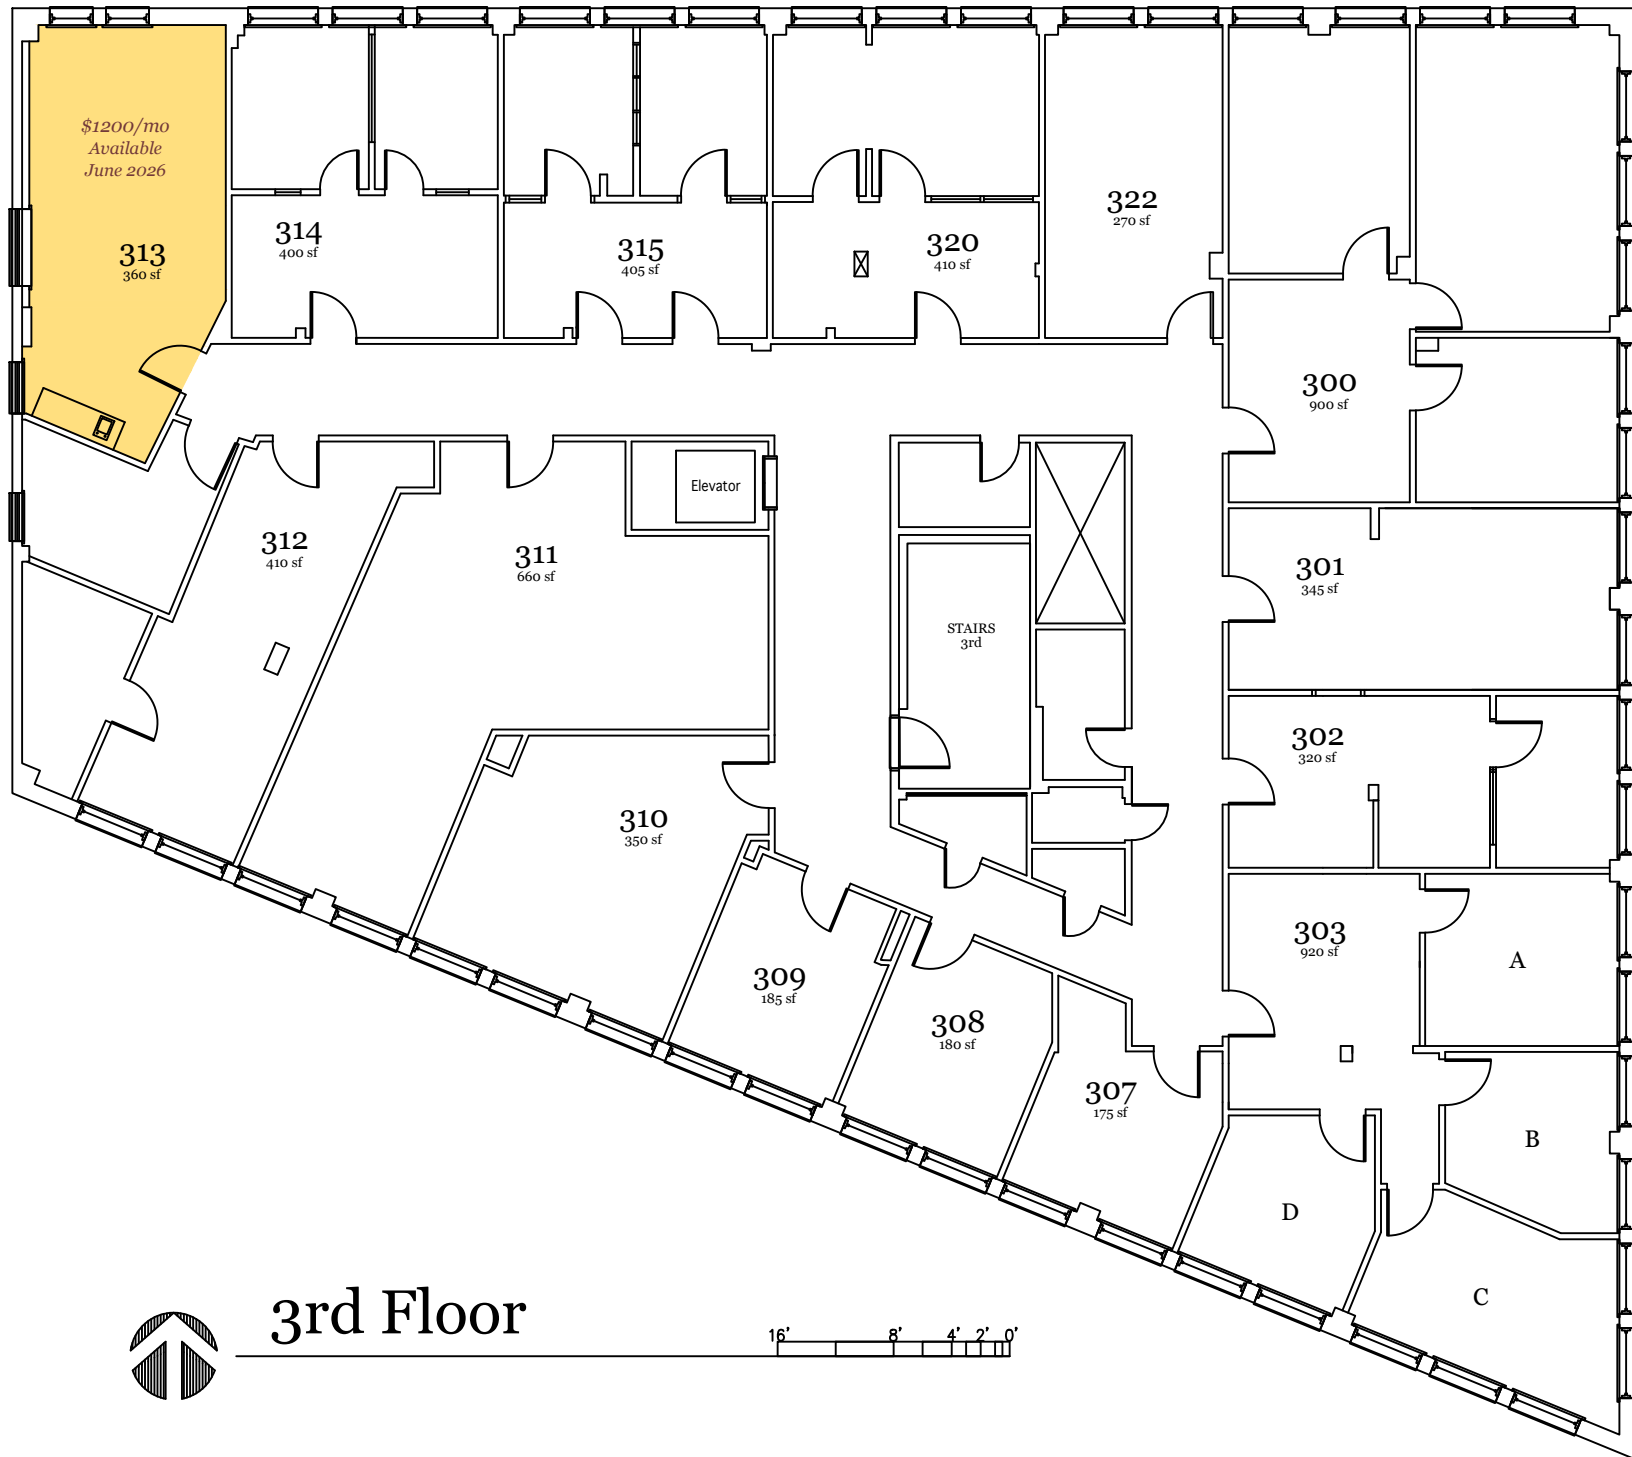 $1200/mo
Available
June 2026
313
360 sf
314
400 sf
315
405 sf
320
410 sf
322
270 sf
300
900 sf
312
410 sf
311
660 sf
Elevator
STAIRS
3rd
301
345 sf
302
320 sf
310
350 sf
309
185 sf
308
180 sf
307
175 sf
303
920 sf
A
B
D
C
3rd Floor
16' 8' 4' 2' 0'